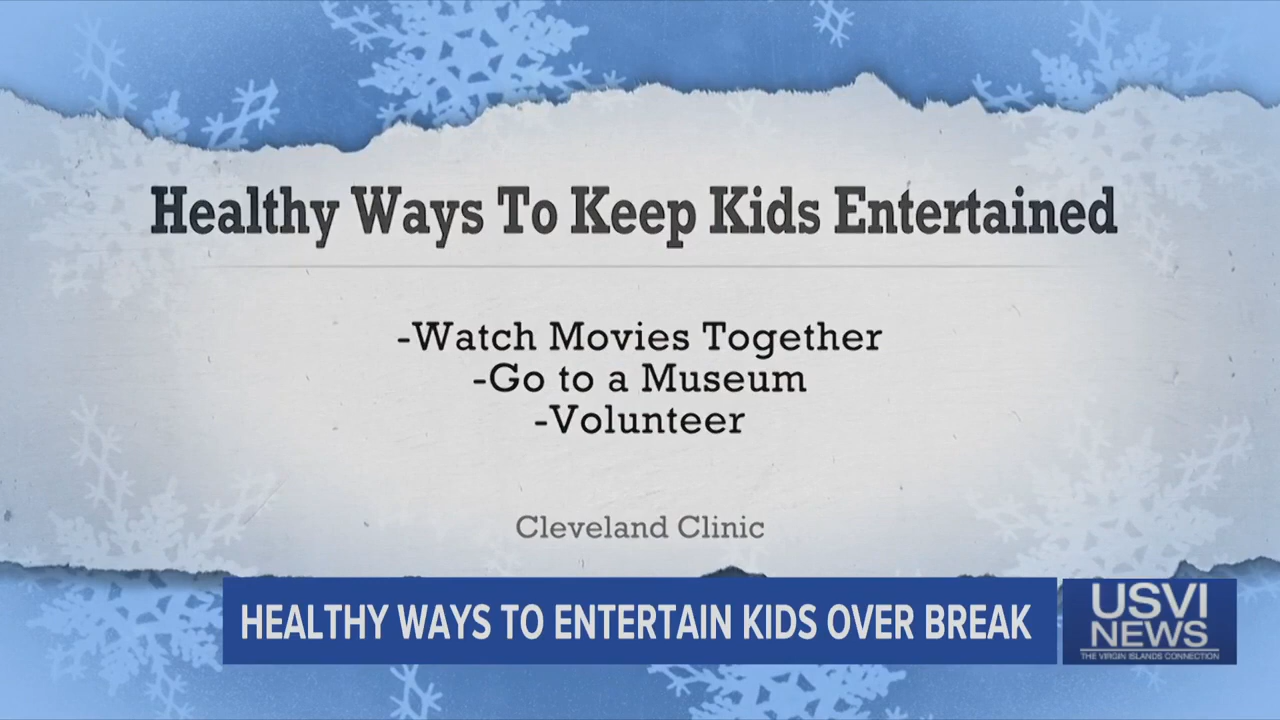 Healthy Ways To Keep Kids Entertained
-Watch Movies Together
-Go to a Museum
-Volunteer
Cleveland Clinic
HEALTHY WAYS TO ENTERTAIN KIDS OVER BREAK
USVI
NEWS
THE VIRGIN ISLANDS CONNECTION